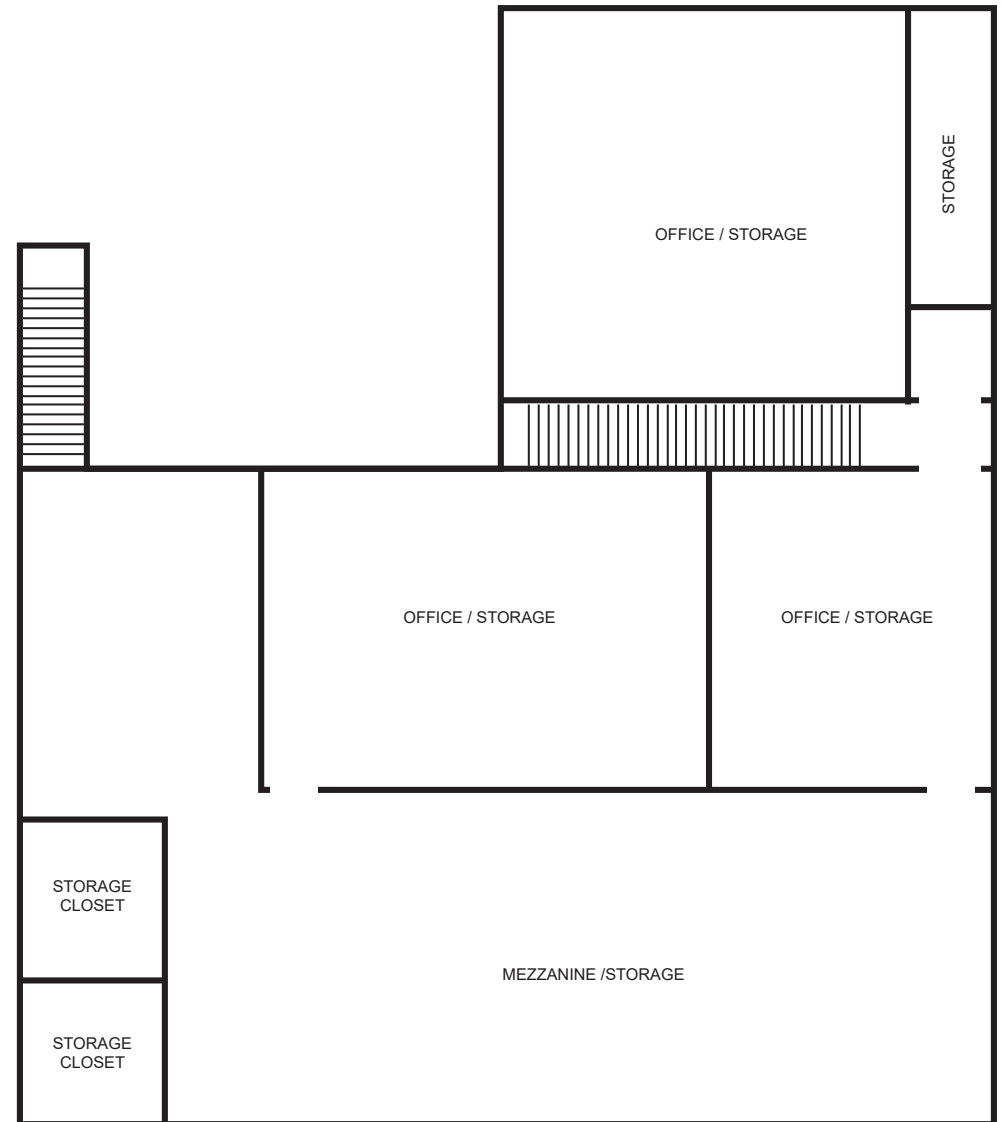 STORAGE
OFFICE / STORAGE
OFFICE / STORAGE
OFFICE / STORAGE
STORAGE
CLOSET
MEZZANINE /STORAGE
STORAGE
CLOSET